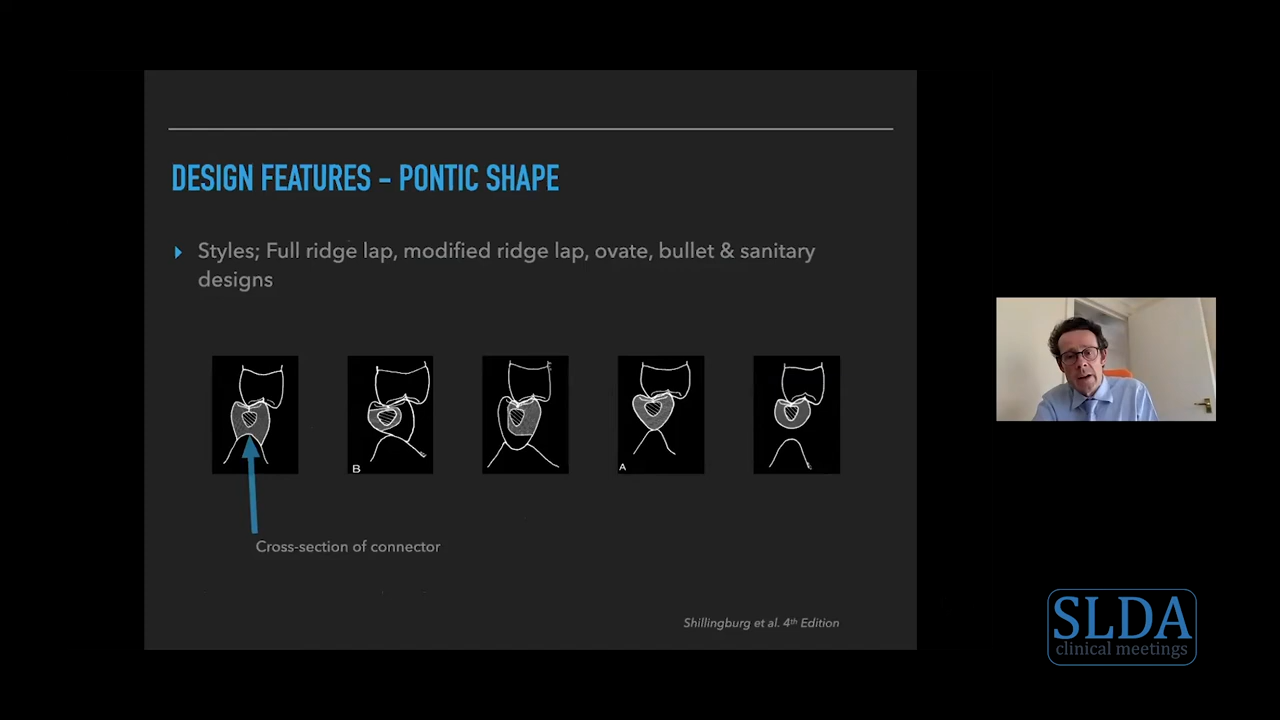 DESIGN FEATURES - PONTIC SHAPE
Styles; Full ridge lap, modified ridge lap, ovate, bullet & sanitary
designs
B
A
Cross-section of connector
Shillingburg et al. 4th Edition
SLDA
clinical meetings